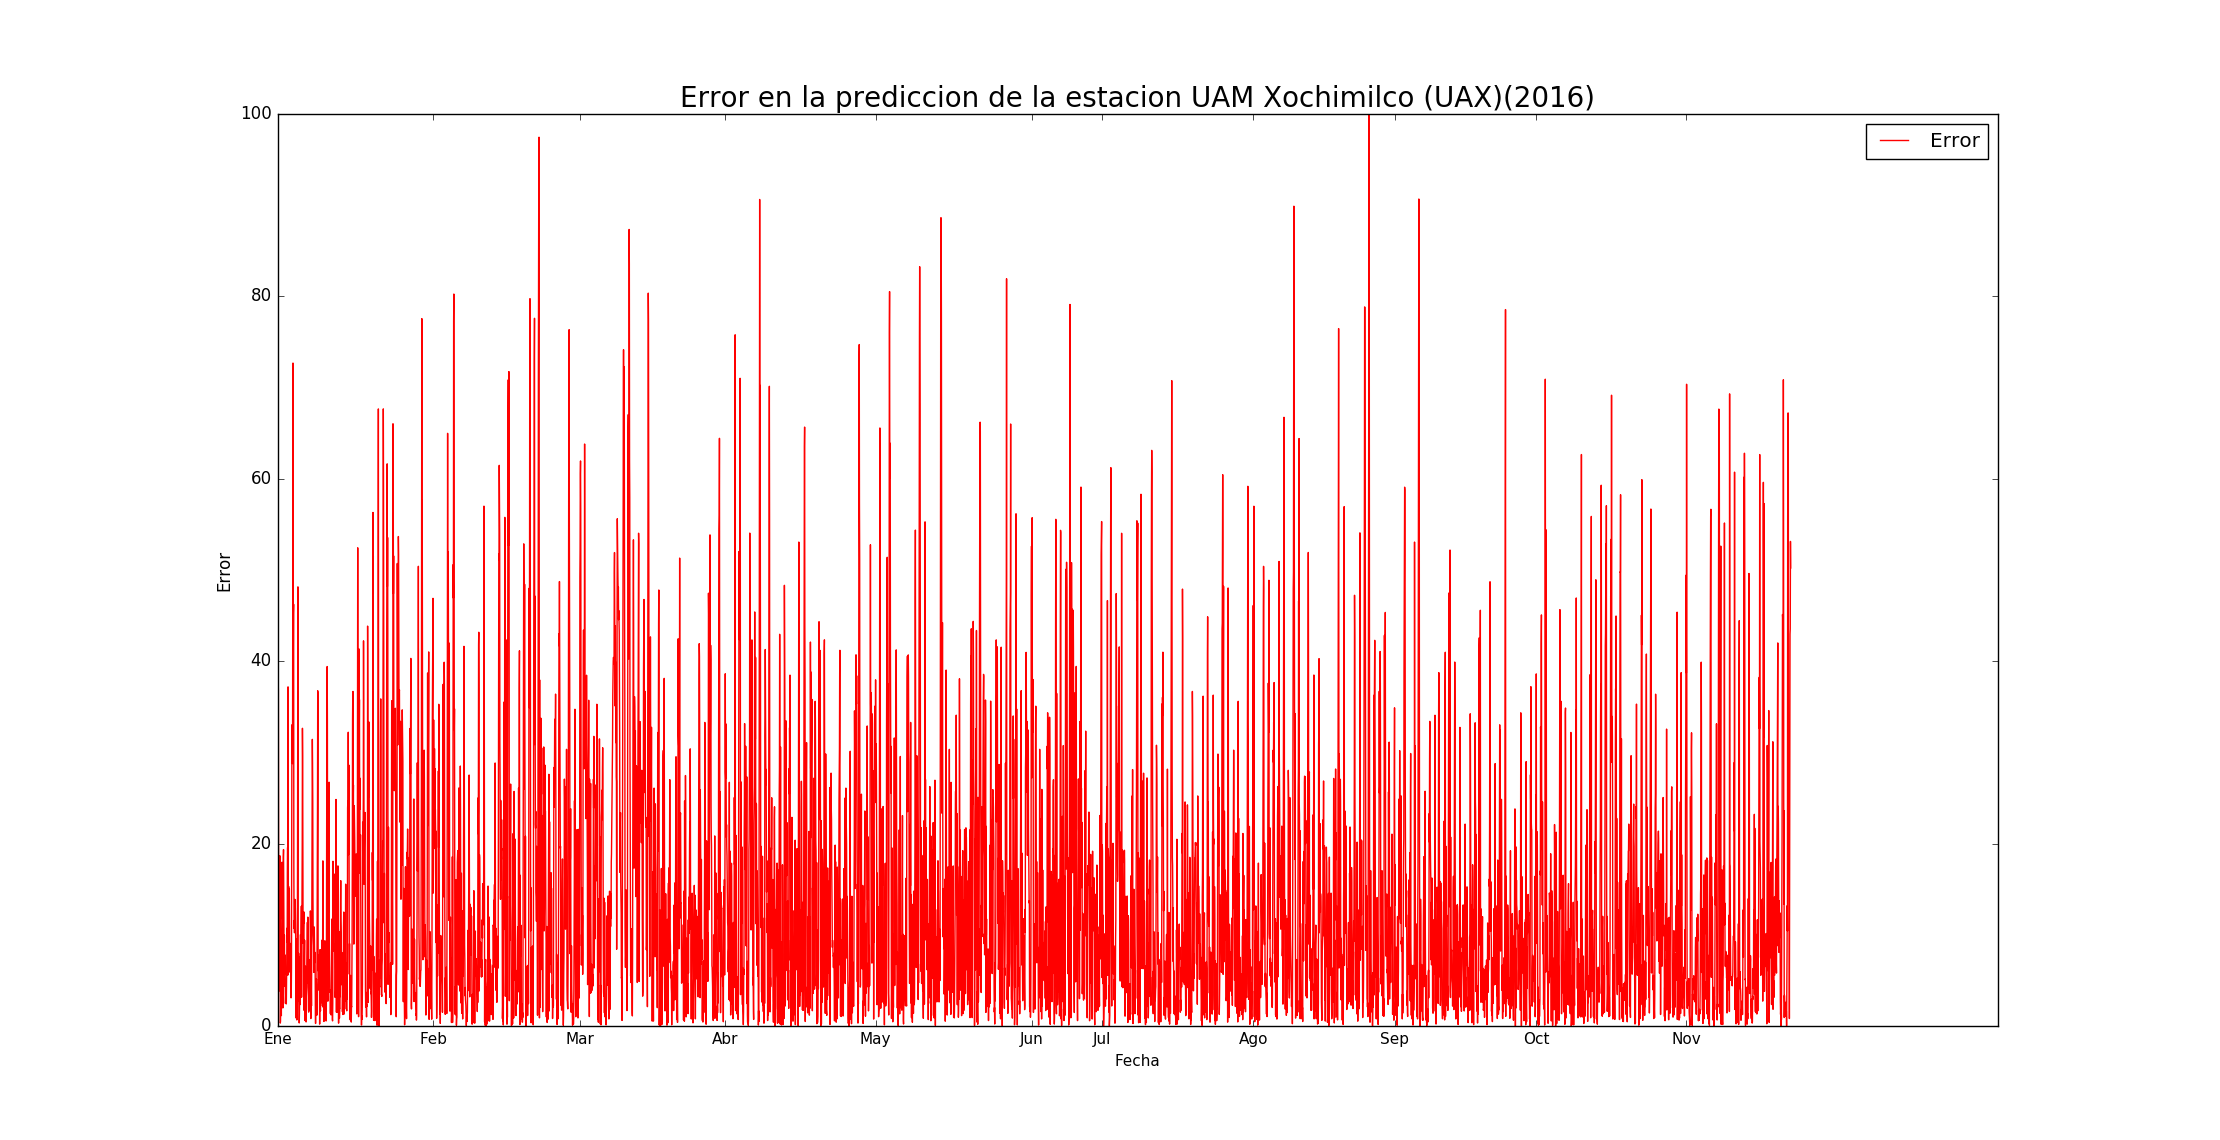 Error en la prediccion de la estacion UAM Xochimilco (UAX)(2016)
Error
100
80
60
40
20
0
Error
Ene Feb Mar Abr May Jun Jul Ago Sep Oct Nov
Fecha